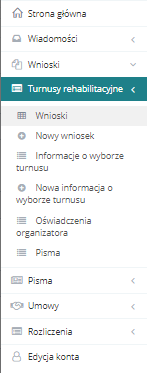 Strona główna
Wiadomości
Wnioski
Turnusy rehabilitacyjne
Wnioski
Nowy wniosek
Informacje o wyborze
turnusu
Nowa informacja o
wyborze turnusu
Oświadczenia
organizatora
Pisma
Pisma
Umowy
Rozliczenia
Edycja konta